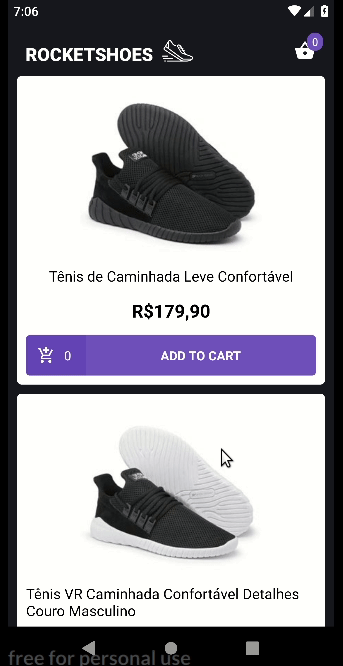 7:06
ROCKETSHOES
0
Tênis de Caminhada Leve Confortável
R$179,90
0 ADD TO CART
Tênis VR Caminhada Confortável Detalhes
Couro Masculino
free for personal use